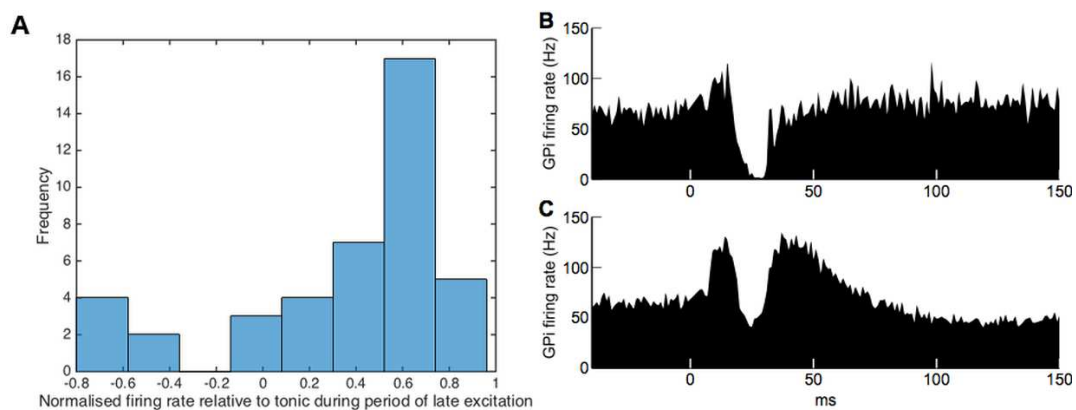 A
18
16
14
12
10
8
6
4
2
0
Frequency
-0.8 -0.6 -0.4 -0.2 0 0.2 0.4 0.6 0.8 1
Normalised firing rate relative to tonic during period of late excitation
B
150
100
50
0
GPi firing rate (Hz)
0 50 100 150
C
150
100
50
0
GPi firing rate (Hz)
0 50 100 150
ms